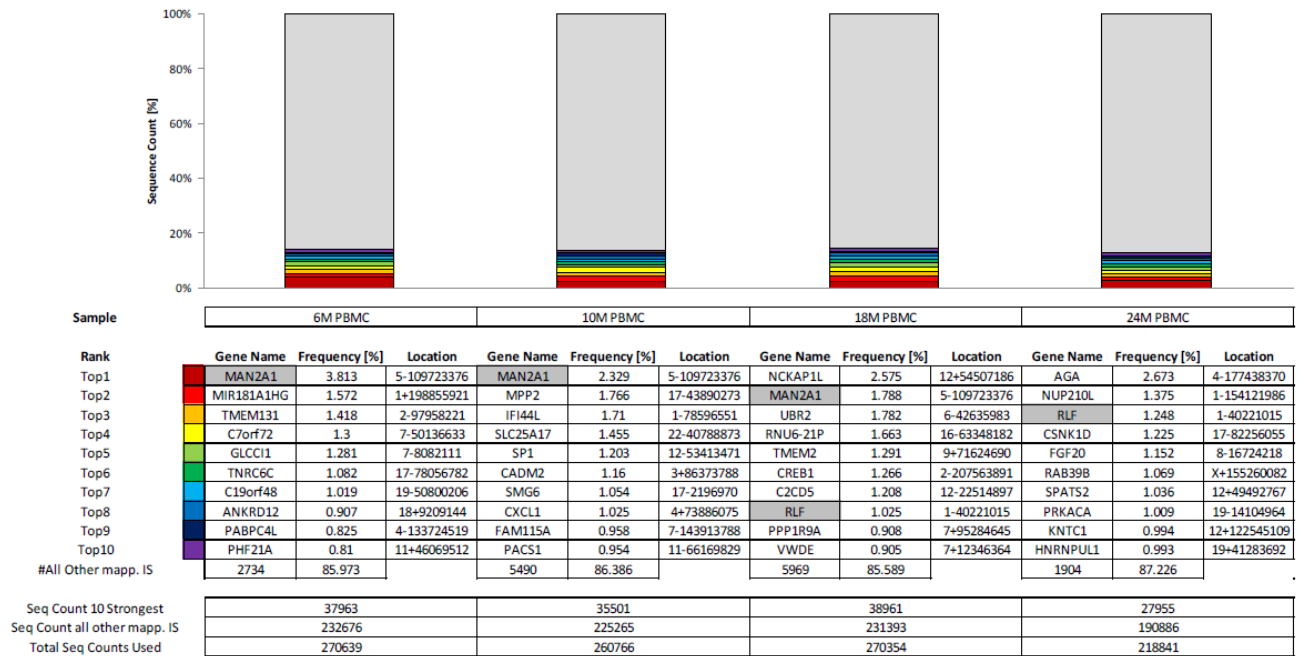 100%
80%
60%
40%
20%
0%
Sequence Count [%]
Sample 6M PBMC 10M PBMC 18M PBMC 24M PBMC
Rank Gene Name Frequency [%] Location Gene Name Frequency [%] Location Gene Name Frequency [%] Location Gene Name Frequency [%] Location
Top1 MAN2A1 3.813 5-109723376 MAN2A1 2.329 5-109723376 NCKAP1L 2.575 12+54507186 AGA 2.673 4-177438370
Top2 MIR181A1HG 1.572 1+198855921 MPP2 1.766 17-43890273 MAN2A1 1.788 5-109723376 NUP210L 1.375 1-154121986
Top3 TMEM131 1.418 2-97958221 IFI44L 1.71 1-78596551 UBR2 1.782 6-42635983 RLF 1.248 1-40221015
Top4 C7orf72 1.3 7-50136633 SLC25A17 1.455 22-40788873 RNU6-21P 1.663 16-63348182 CSNK1D 1.225 17-82256055
Top5 GLCCI1 1.281 7-8082111 SP1 1.203 12-53413471 TMEM2 1.291 9+71624690 FGF20 1.152 8-16724218
Top6 TNRC6C 1.082 17-78056782 CADM2 1.16 3+86373788 CREB1 1.266 2-207563891 RAB39B 1.069 X+155260082
Top7 C19orf48 1.019 19-50800206 SMG6 1.054 17-2196970 C2CD5 1.208 12-22514897 SPATS2 1.036 12+49492767
Top8 ANKRD12 0.907 18+9209144 CXCL1 1.025 4+73886075 RLF 1.025 1-40221015 PRKACA 1.009 19-14104964
Top9 PABPC4L 0.825 4-133724519 FAM115A 0.958 7-143913788 PPP1R9A 0.908 7+95284645 KNTC1 0.994 12+122545109
Top10 PHF21A 0.81 11+46069512 PACS1 0.954 11-66169829 VWDE 0.905 7+12346364 HNRNPUL1 0.993 19+41283692
#All Other mapp. IS 2734 85.973 5490 86.386 5969 85.589 1904 87.226
Seq Count 10 Strongest 37963 35501 38961 27955
Seq Count all other mapp. IS 232676 225265 231393 190886
Total Seq Counts Used 270639 260766 270354 218841